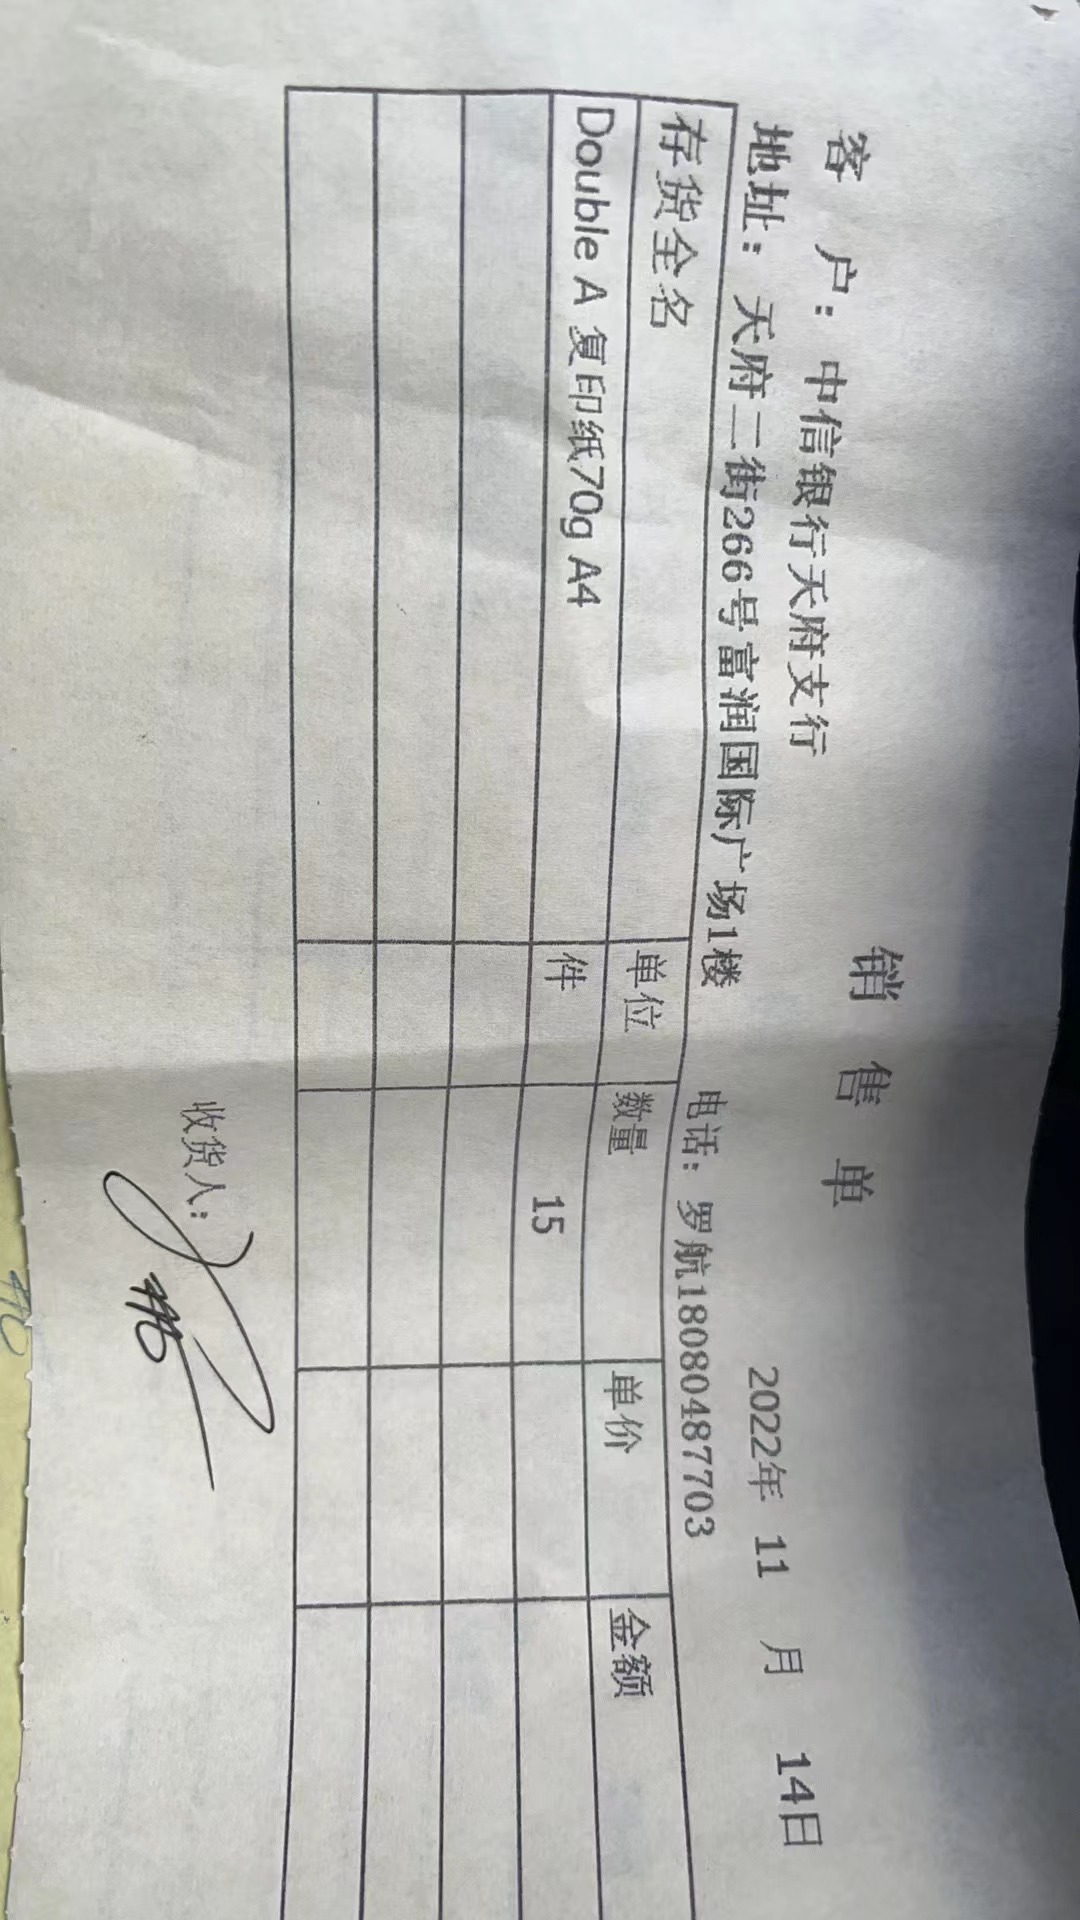 销售单
客户：中信银行天府支行
2022年 11 月 14日
地址：天府二街266号富润国际广场1楼 电话：罗航18080487703
存货全名 单位 数量 单价 金额
Double A 复印纸70g A4 件 15
收货人：